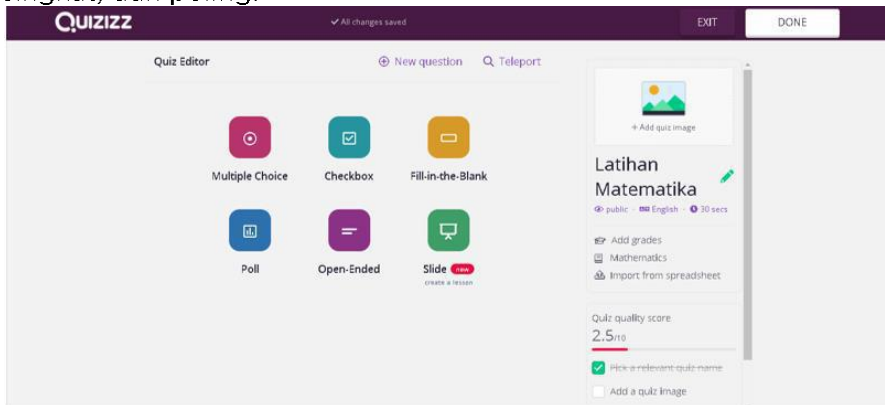 QUIZIZZ
All changes saved
EXIT
DONE
Quiz Editor
New question
Teleport
Multiple Choice
Checkbox
Fill-in-the-Blank
Poll
Open-Ended
Slide new
create a lesson
+ Add quiz image
Latihan
Matematika
public - English - 30 secs
Add grades
Mathematics
Import from spreadsheet
Quiz quality score
2.5/10
Pick a relevant quiz name
Add a quiz image